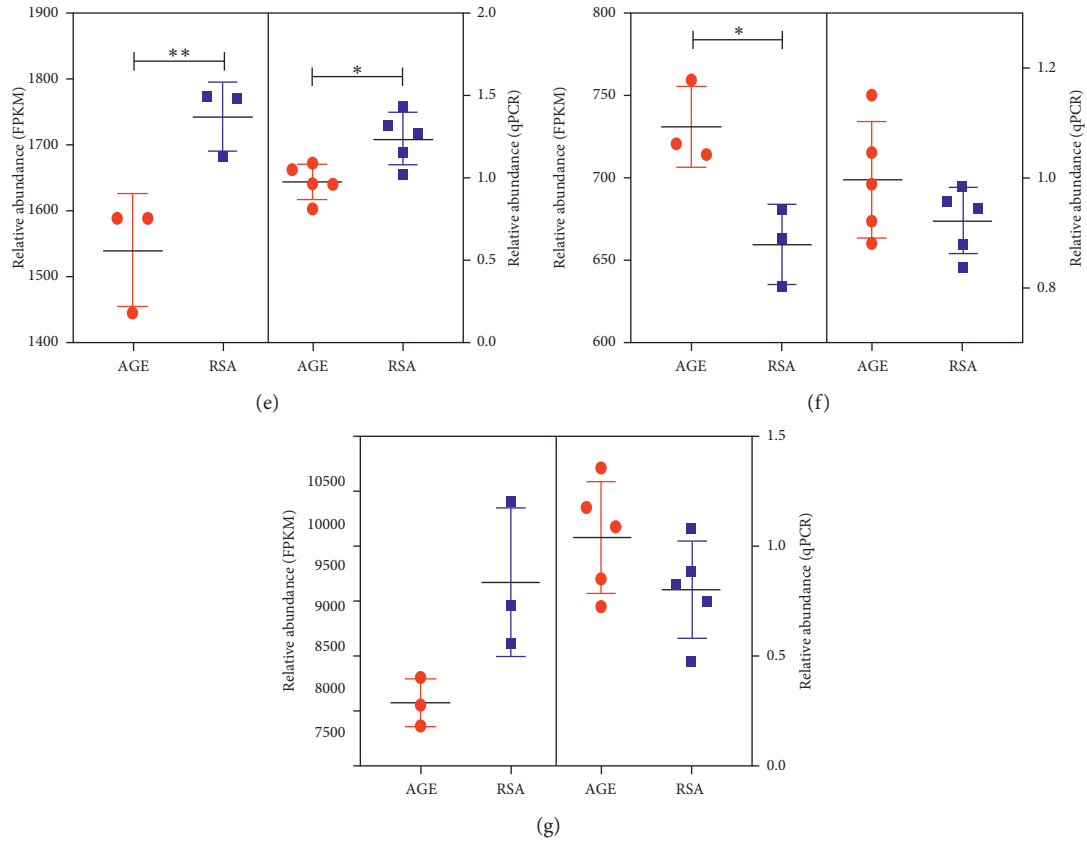 1900
1800
1700
1600
1500
1400
Relative abundance (FPKM)
**
*
2.0
1.5
1.0
0.5
0.0
Relative abundance (qPCR)
AGE RSA AGE RSA
(e)
800
750
700
650
600
Relative abundance (FPKM)
*
1.2
1.0
0.8
Relative abundance (qPCR)
AGE RSA AGE RSA
(f)
10500
10000
9500
9000
8500
8000
7500
Relative abundance (FPKM)
1.5
1.0
0.5
0.0
Relative abundance (qPCR)
AGE RSA AGE RSA
(g)